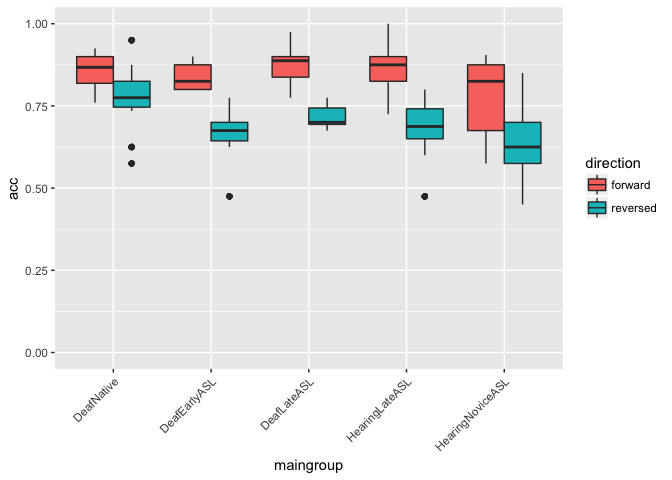 1.00
0.75
0.50
0.25
0.00
acc
DeafNative
DeafEarlyASL
DeafLateASL
HearingLateASL
HearingNoviceASL
maingroup
direction
forward
reversed